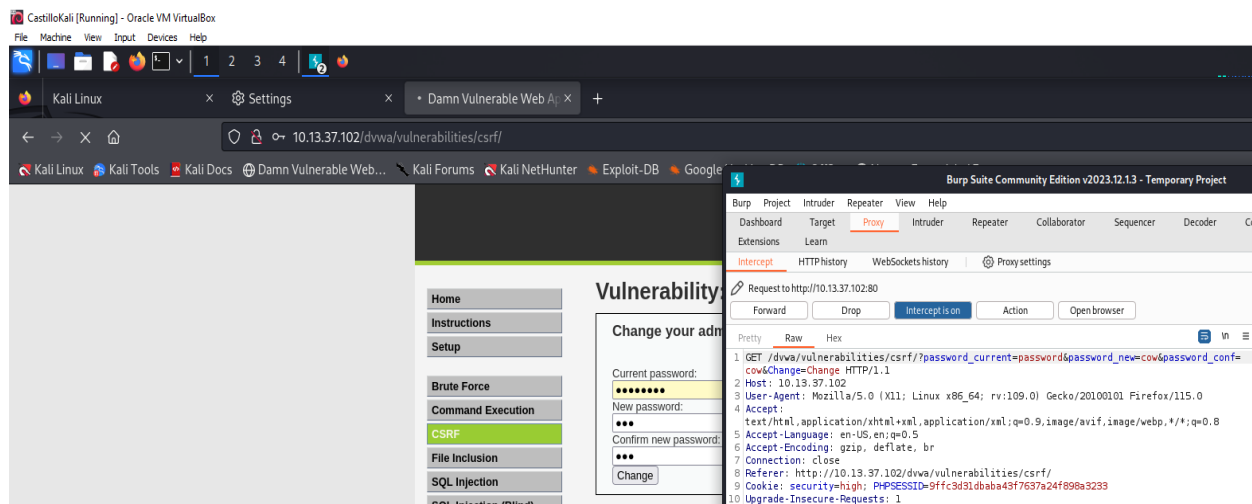 CastilloKali [Running] - Oracle VM VirtualBox
File Machine View Input Devices Help
1 2 3 4 2
Kali Linux × Settings × • Damn Vulnerable Web Ap × +
10.13.37.102/dvwa/vulnerabilities/csrf/
Kali Linux Kali Tools Kali Docs Damn Vulnerable Web... Kali Forums Kali NetHunter Exploit-DB Google
Home
Instructions
Setup
Brute Force
Command Execution
CSRF
File Inclusion
SQL Injection
Vulnerability:
Change your adm
Current password:
••••••••
New password:
•••
Confirm new password:
•••
Change
Burp Suite Community Edition v2023.12.1.3 - Temporary Project
Burp Project Intruder Repeater View Help
Dashboard Target Proxy Intruder Repeater Collaborator Sequencer Decoder
Extensions Learn
Intercept HTTP history WebSockets history Proxy settings
Request to http://10.13.37.102:80
Forward Drop Intercept is on Action Open browser
Pretty Raw Hex \n
1 GET /dvwa/vulnerabilities/csrf/?password_current=password&password_new=cow&password_conf=
cow&Change=Change HTTP/1.1
2 Host: 10.13.37.102
3 User-Agent: Mozilla/5.0 (X11; Linux x86_64; rv:109.0) Gecko/20100101 Firefox/115.0
4 Accept:
text/html,application/xhtml+xml,application/xml;q=0.9,image/avif,image/webp,*/*;q=0.8
5 Accept-Language: en-US,en;q=0.5
6 Accept-Encoding: gzip, deflate, br
7 Connection: close
8 Referer: http://10.13.37.102/dvwa/vulnerabilities/csrf/
9 Cookie: security=high; PHPSESSID=9ffc3d31dbaba43f7637a24f898a3233
10 Upgrade-Insecure-Requests: 1